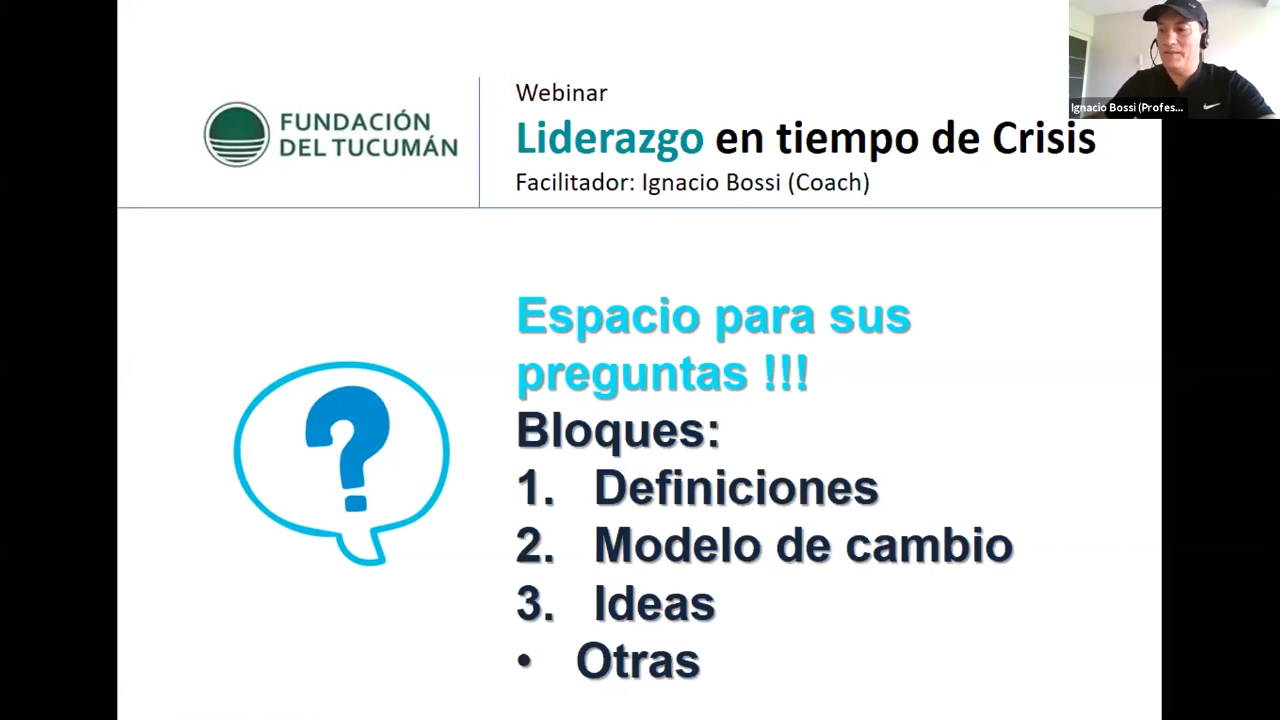 FUNDACIÓN
DEL TUCUMÁN
Webinar
Liderazgo en tiempo de Crisis
Facilitador: Ignacio Bossi (Coach)
Ignacio Bossi (Profes...
Espacio para sus
preguntas !!!
Bloques:
1. Definiciones
2. Modelo de cambio
3. Ideas
• Otras
?